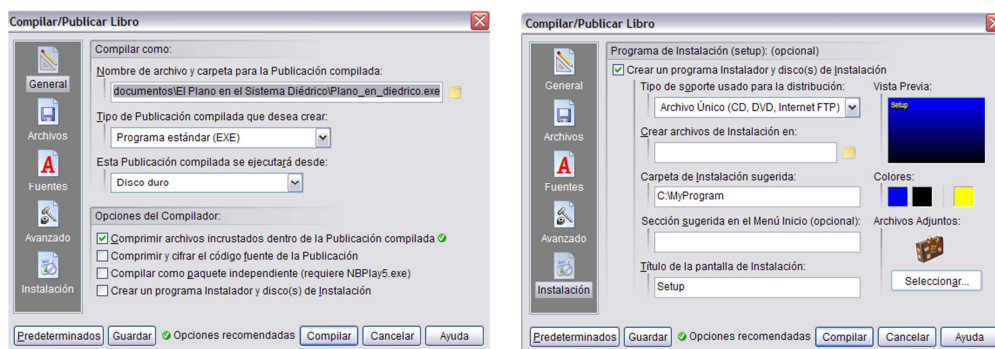 Compilar/Publicar Libro
General
Archivos
Fuentes
Avanzado
Instalación
Compilar como:
Nombre de archivo y carpeta para la Publicación compilada:
documentos\El Plano en el Sistema Diédrico\Plano_en_diedrico.exe
Tipo de Publicación compilada que desea crear:
Programa estándar (EXE)
Esta Publicación compilada se ejecutará desde:
Disco duro
Opciones del Compilador:
Comprimir archivos incrustados dentro de la Publicación compilada
Comprimir y cifrar el código fuente de la Publicación
Compilar como paquete independiente (requiere NBPlay5.exe)
Crear un programa Instalador y disco(s) de Instalación
Predeterminados Guardar Opciones recomendadas Compilar Cancelar Ayuda
Compilar/Publicar Libro
General
Archivos
Fuentes
Avanzado
Instalación
Programa de Instalación (setup): (opcional)
Crear un programa Instalador y disco(s) de Instalación
Tipo de soporte usado para la distribución:
Archivo Único (CD, DVD, Internet FTP)
Crear archivos de Instalación en:
Carpeta de Instalación sugerida:
C:\MyProgram
Sección sugerida en el Menú Inicio (opcional):
Título de la pantalla de Instalación:
Setup
Vista Previa:
Setup
Colores:
Archivos Adjuntos:
Seleccionar...
Predeterminados Guardar Opciones recomendadas Compilar Cancelar Ayuda